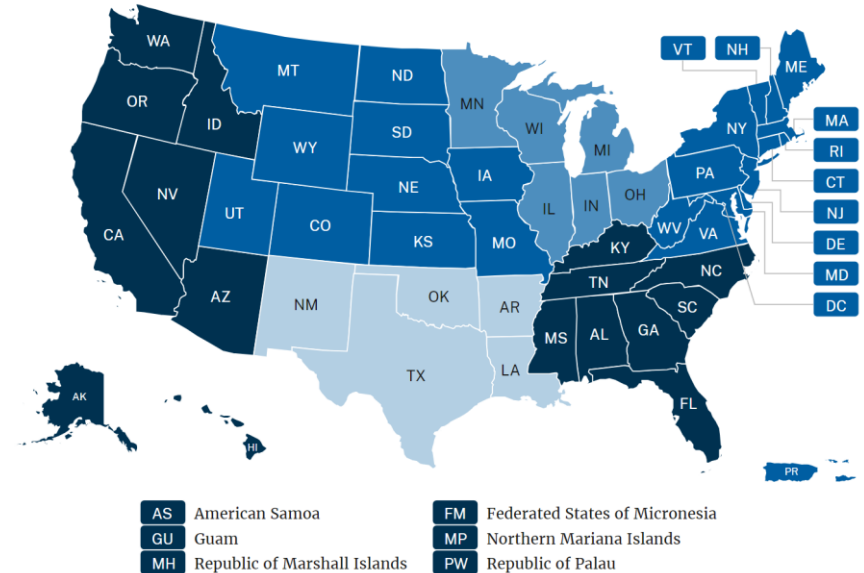 WA
VT NH
ME
MT
ND
OR
MN
MA
ID
SD
WI
NY
WY
MI
RI
IA
PA
CT
NE
NV
OH
UT
IL
IN
NJ
CO
WV
VA
CA
KS
MO
KY
DE
NC
MD
AZ
TN
NM
OK
AR
SC
DC
MS
AL
GA
TX
LA
AK
FL
HI
PR
AS American Samoa
FM Federated States of Micronesia
GU Guam
MP Northern Mariana Islands
MH Republic of Marshall Islands
PW Republic of Palau